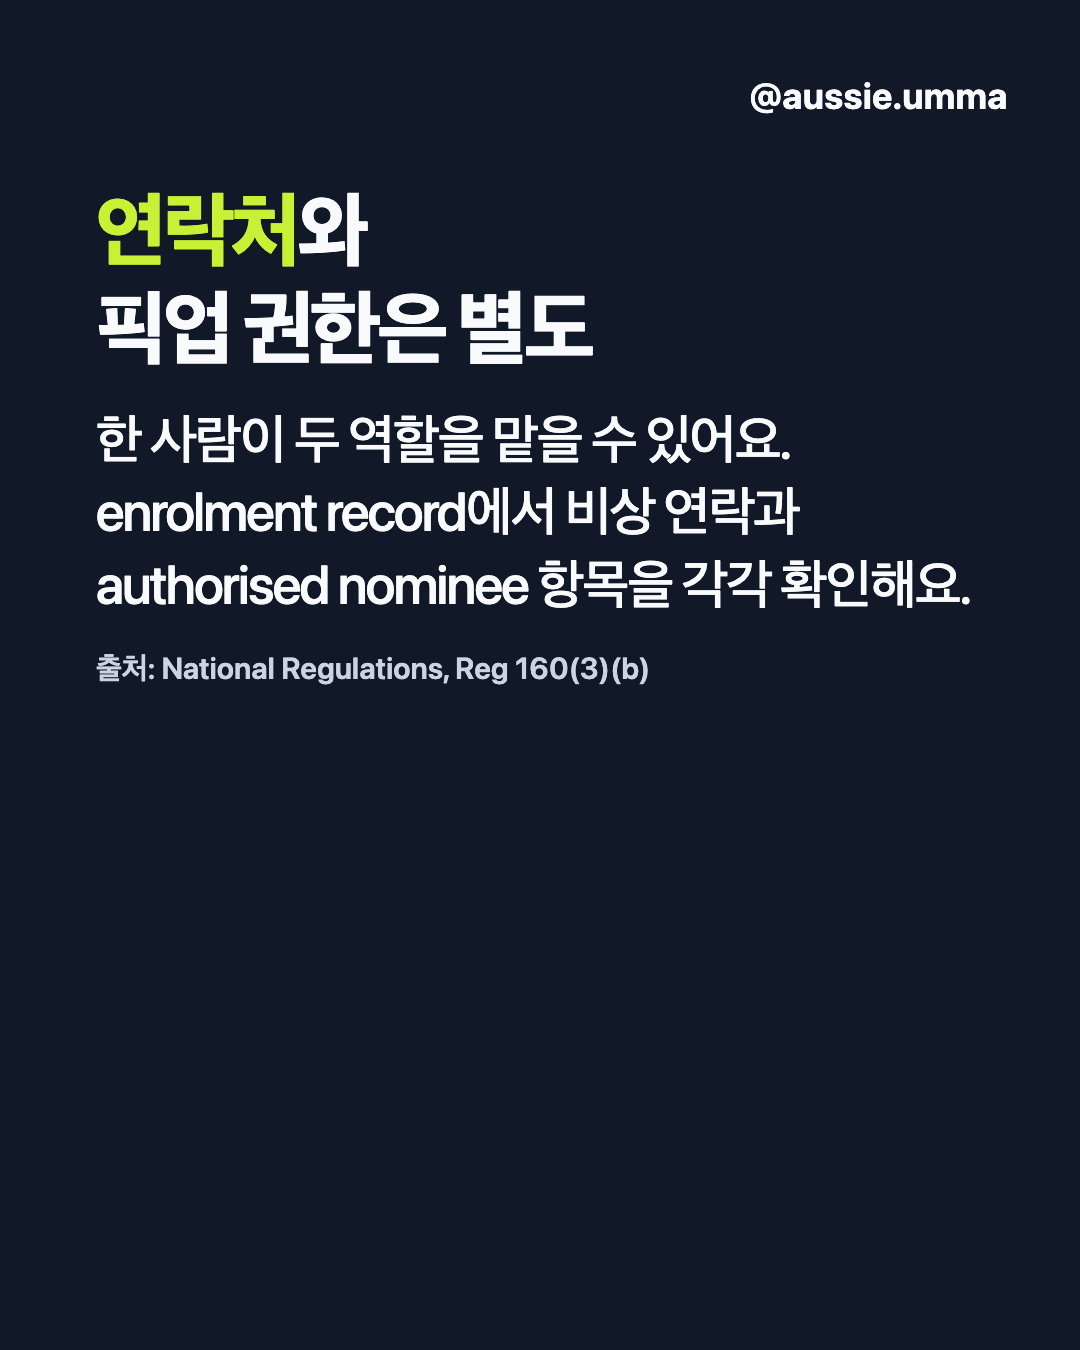 @aussie.umma
연락처와
픽업 권한은 별도
한 사람이 두 역할을 맡을 수 있어요.
enrolment record에서 비상 연락과
authorised nominee 항목을 각각 확인해요.
출처: National Regulations, Reg 160(3)(b)